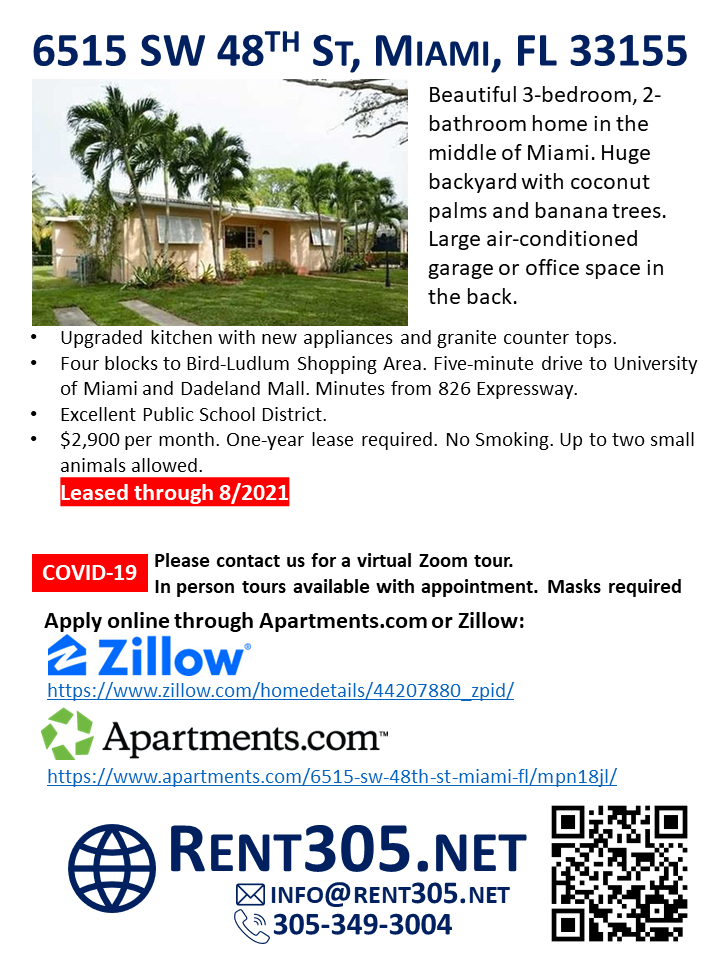 6515 SW 48TH ST, MIAMI, FL 33155
Beautiful 3-bedroom, 2-
bathroom home in the
middle of Miami. Huge
backyard with coconut
palms and banana trees.
Large air-conditioned
garage or office space in
the back.
• Upgraded kitchen with new appliances and granite counter tops.
• Four blocks to Bird-Ludlum Shopping Area. Five-minute drive to University
of Miami and Dadeland Mall. Minutes from 826 Expressway.
• Excellent Public School District.
• $2,900 per month. One-year lease required. No Smoking. Up to two small
animals allowed.
Leased through 8/2021
COVID-19
Please contact us for a virtual Zoom tour.
In person tours available with appointment. Masks required
Apply online through Apartments.com or Zillow:
Zillow®
https://www.zillow.com/homedetails/44207880_zpid/
Apartments.com™
https://www.apartments.com/6515-sw-48th-st-miami-fl/mpn18jl/
RENT305.NET
INFO@RENT305.NET
305-349-3004